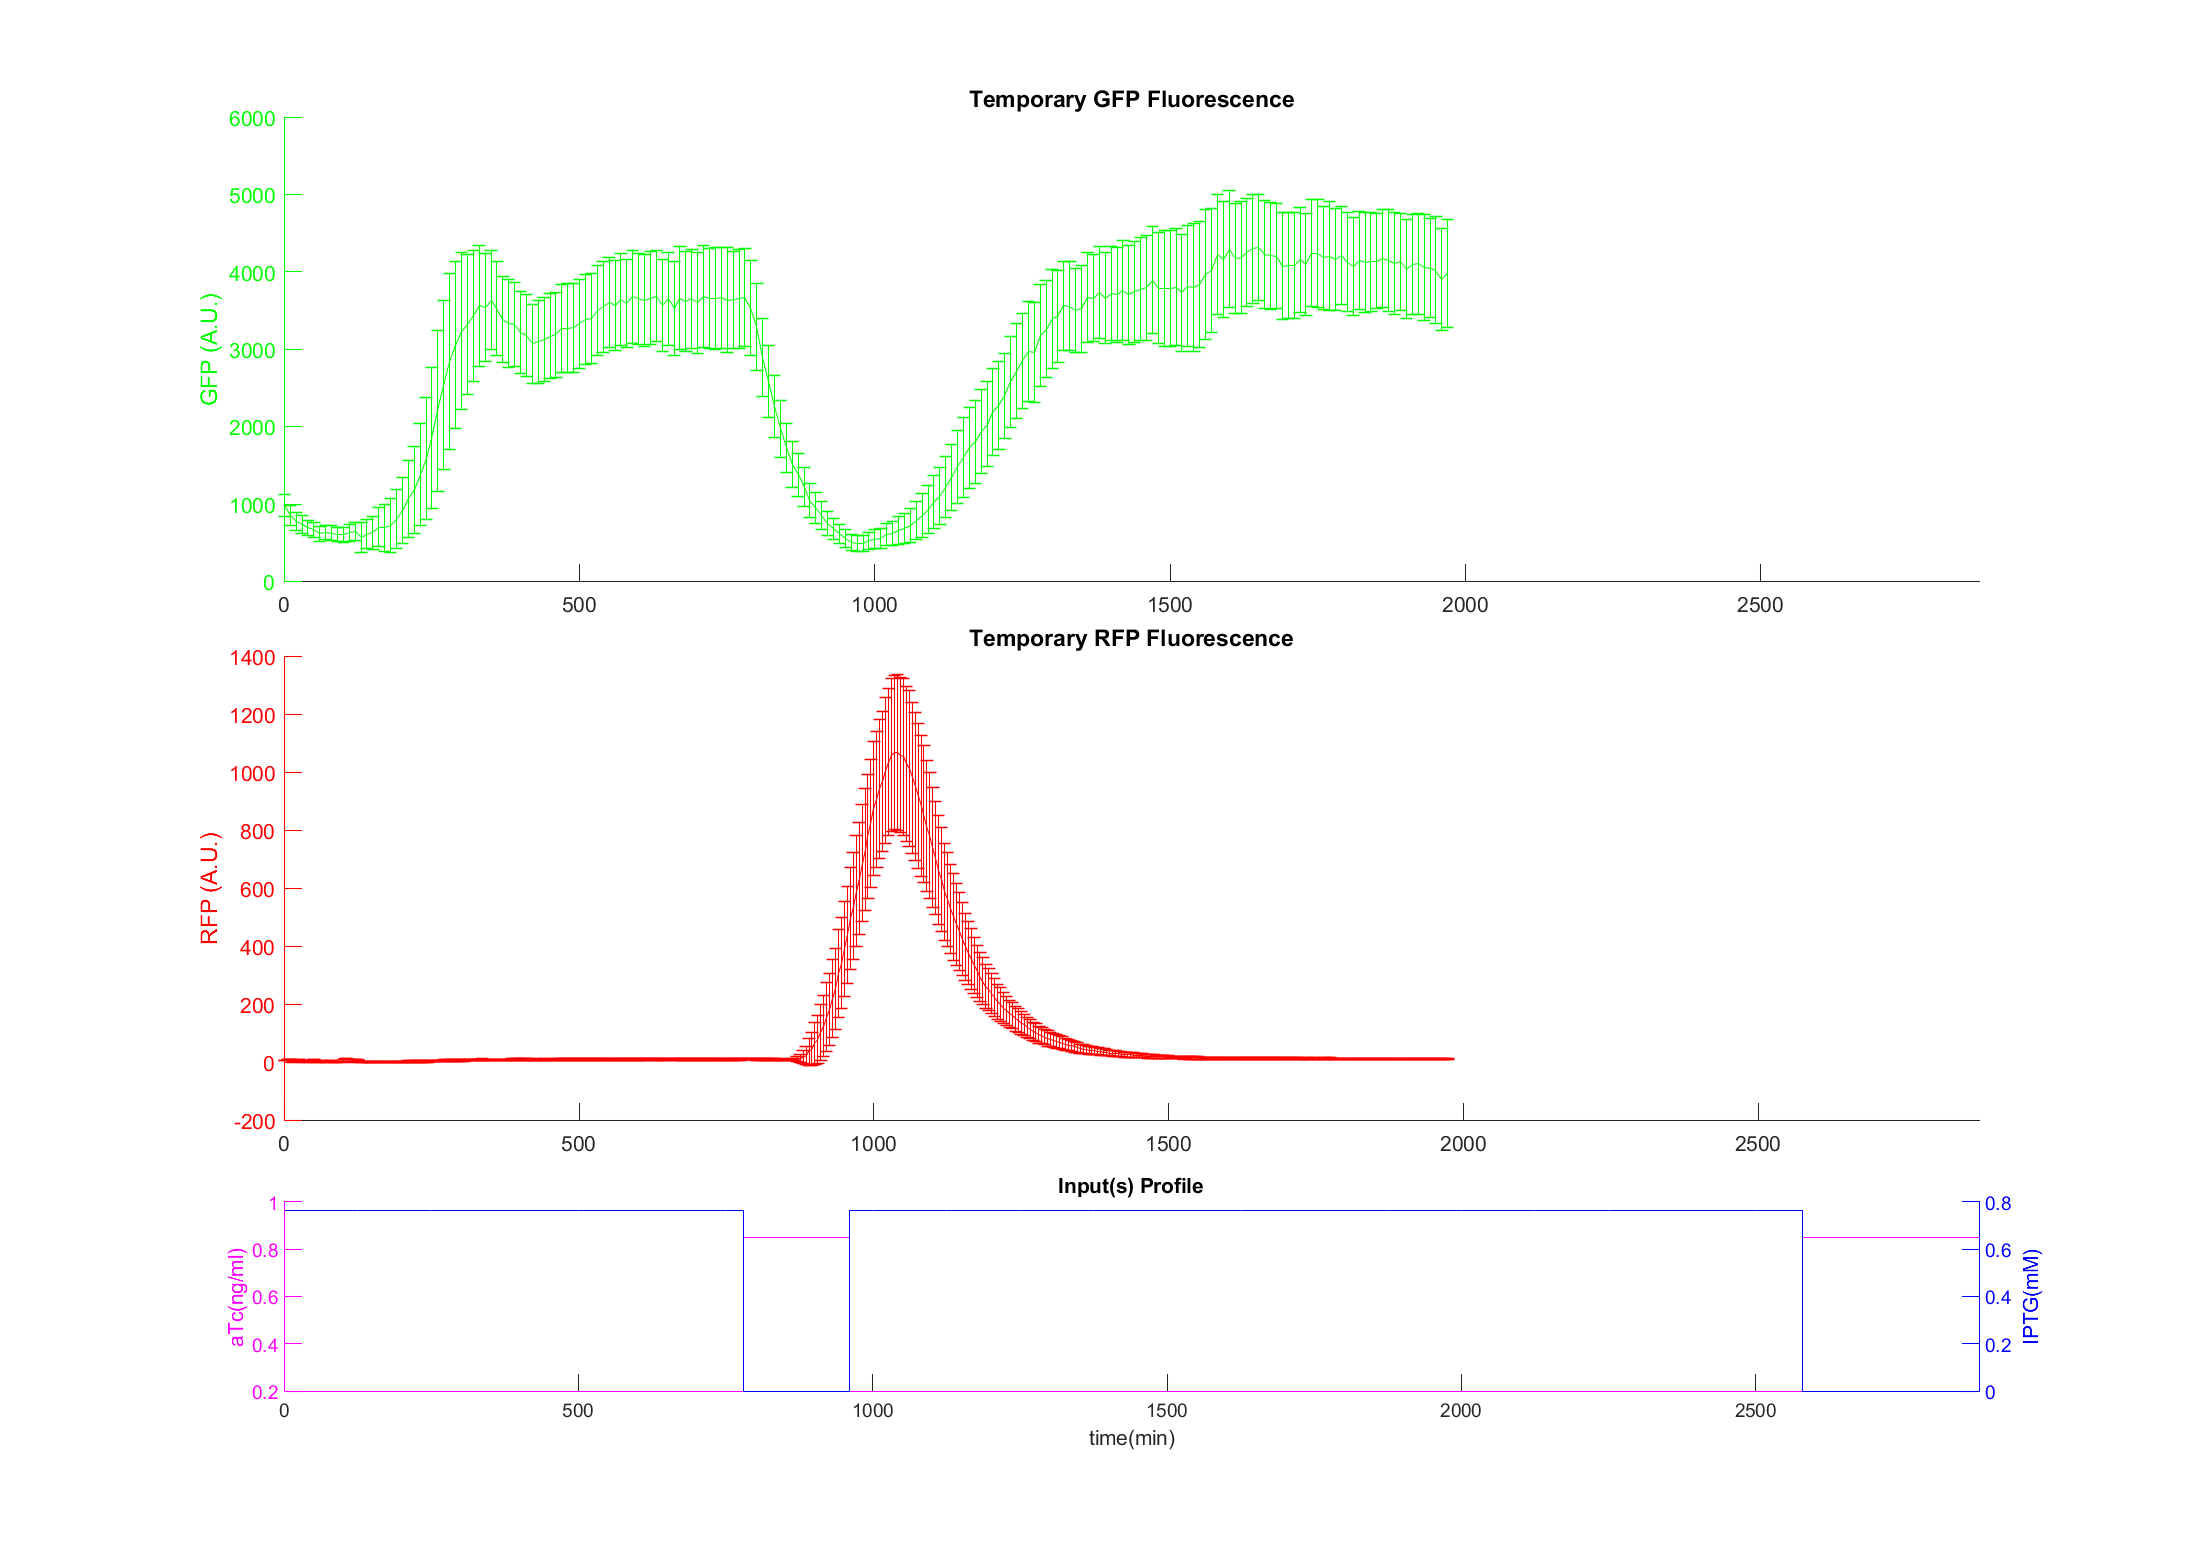 Temporary GFP Fluorescence
6000
5000
4000
3000
2000
1000
0
GFP (A.U.)
0 500 1000 1500 2000 2500
Temporary RFP Fluorescence
1400
1200
1000
800
600
400
200
0
-200
RFP (A.U.)
0 500 1000 1500 2000 2500
Input(s) Profile
1
0.8
0.6
0.4
0.2
aTc(ng/ml)
0.8
0.6
0.4
0.2
0
IPTG(mM)
0 500 1000 1500 2000 2500
time(min)